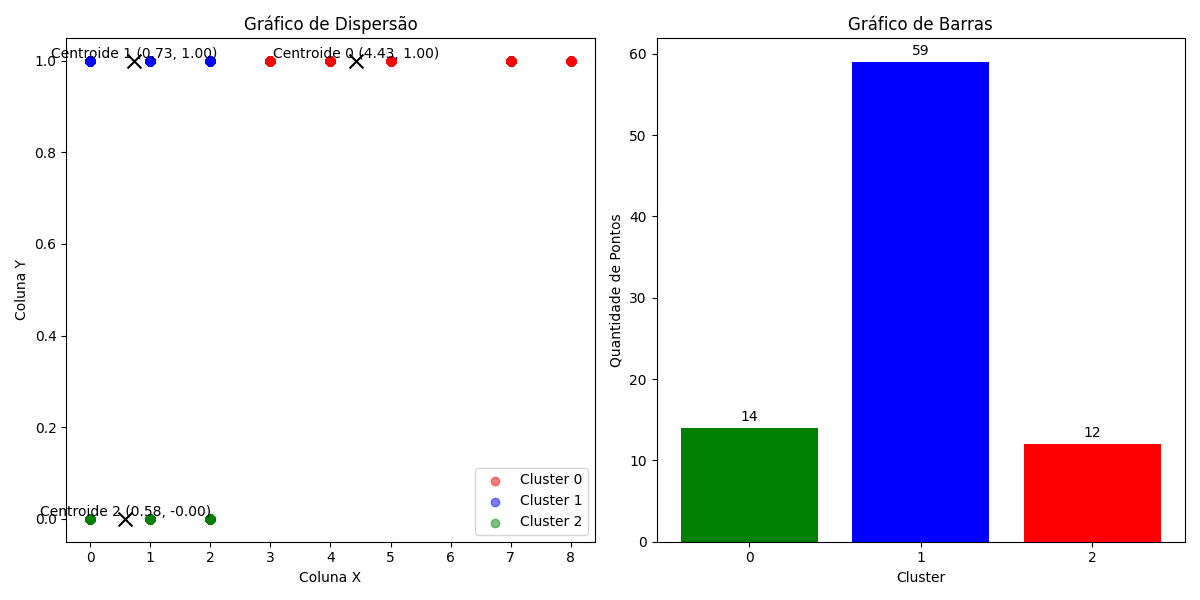 Gráfico de Dispersão
Centroide 1 (0.73, 1.00)
Centroide 0 (4.43, 1.00)
Centroide 2 (0.58, -0.00)
1.0
0.8
0.6
0.4
0.2
0.0
Coluna Y
0 1 2 3 4 5 6 7 8
Coluna X
Cluster 0
Cluster 1
Cluster 2
Gráfico de Barras
60
50
40
30
20
10
0
Quantidade de Pontos
14
59
12
0 1 2
Cluster